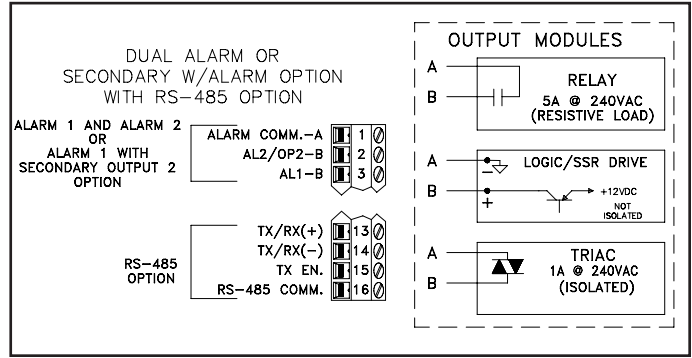 DUAL ALARM OR
SECONDARY W/ALARM OPTION
WITH RS-485 OPTION
ALARM 1 AND ALARM 2
OR
ALARM 1 WITH
SECONDARY OUTPUT 2
OPTION
ALARM COMM.-A 1
AL2/OP2-B 2
AL1-B 3
RS-485
OPTION
TX/RX(+) 13
TX/RX(-) 14
TX EN. 15
RS-485 COMM. 16
OUTPUT MODULES
A
B
RELAY
5A @ 240VAC
(RESISTIVE LOAD)
A
B
- LOGIC/SSR DRIVE
+ +12VDC
NOT
ISOLATED
A
B
TRIAC
1A @ 240VAC
(ISOLATED)